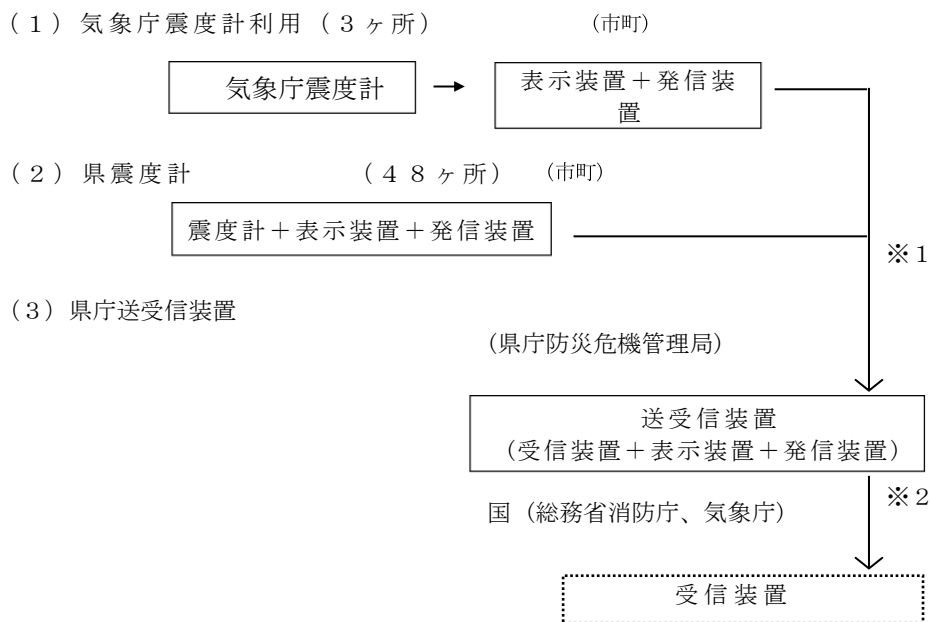 （１）気象庁震度計利用（３ヶ所） （市町）
気象庁震度計
表示装置＋発信装
置
（２）県震度計 （４８ヶ所） （市町）
震度計＋表示装置＋発信装置
※１
（３）県庁送受信装置
（県庁防災危機管理局）
送受信装置
（受信装置＋表示装置＋発信装置）
※２
国（総務省消防庁、気象庁）
受信装置